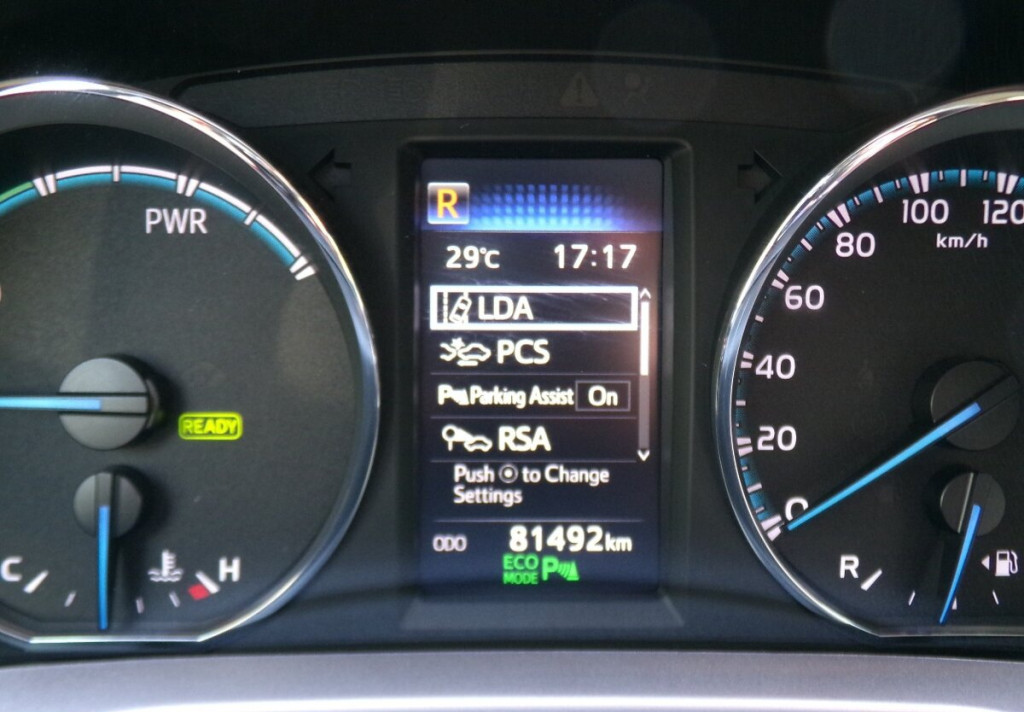 PWR
READY
C
H
R
29°C 17:17
LDA
PCS
Parking Assist On
RSA
Push to Change
Settings
ODO 81492km
ECO
MODE P
100
120
km/h
80
60
40
20
0
R